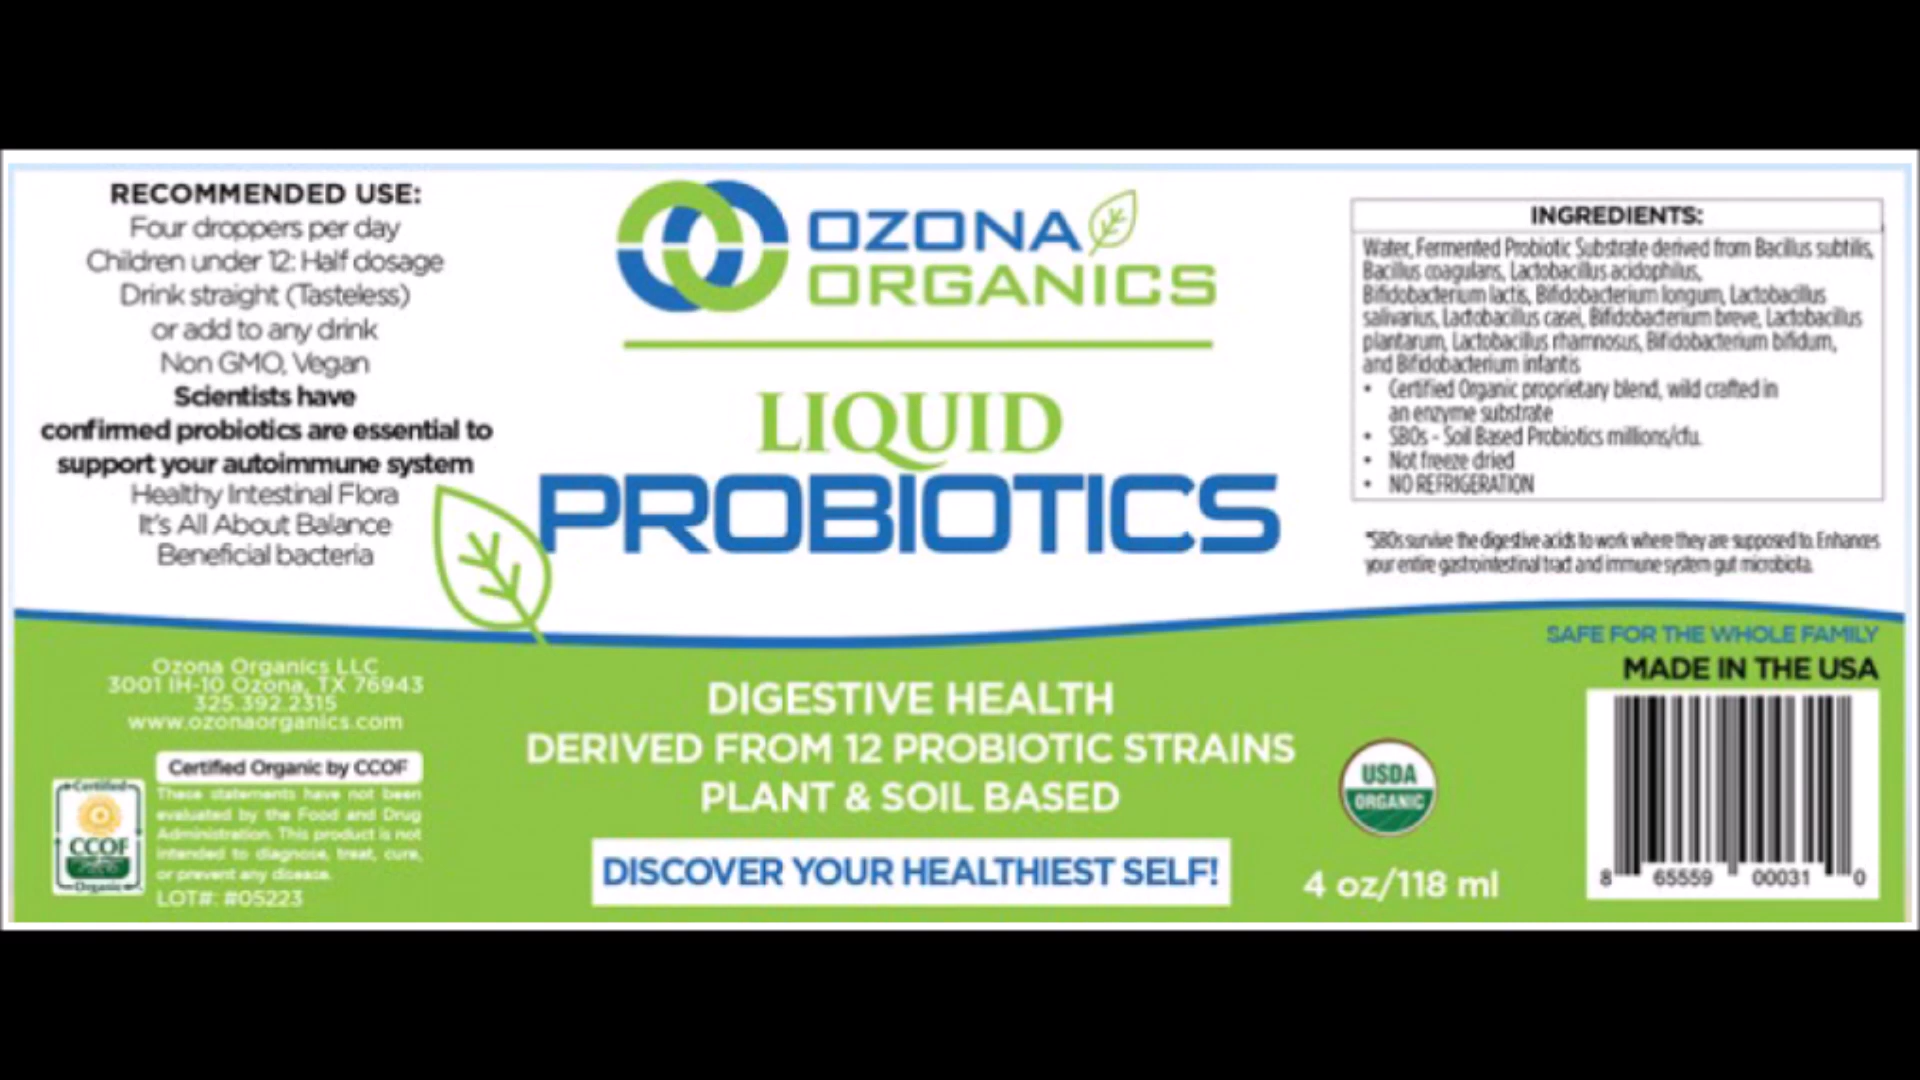 RECOMMENDED USE:
Four droppers per day
Children under 12: Half dosage
Drink straight (Tasteless)
or add to any drink
Non GMO, Vegan
Scientists have
confirmed probiotics are essential to
support your autoimmune system
Healthy Intestinal Flora
It's All About Balance
Beneficial bacteria
Ozona Organics LLC
3001 IH-10 Ozona, TX 76943
325.392.2315
www.ozonaorganics.com
Certified Organic by CCOF
Certified
CCOF
Organic
These statements have not been
evaluated by the Food and Drug
Administration. This product is not
intended to diagnose, treat, cure,
or prevent any disease.
LOT#: #05223
OZONA
ORGANICS
LIQUID
PROBIOTICS
DIGESTIVE HEALTH
DERIVED FROM 12 PROBIOTIC STRAINS
PLANT & SOIL BASED
DISCOVER YOUR HEALTHIEST SELF!
USDA
ORGANIC
4 oz/118 ml
INGREDIENTS:
Water, Fermented Probiotic Substrate derived from Bacillus subtilis,
Bacillus coagulans, Lactobacillus acidophilus,
Bifidobacterium lactis, Bifidobacterium longum, Lactobacillus
salivarius, Lactobacillus casei, Bifidobacterium breve, Lactobacillus
plantarum, Lactobacillus rhamnosus, Bifidobacterium bifidum,
and Bifidobacterium infantis
• Certified Organic proprietary blend, wild crafted in
an enzyme substrate
• SBOs - Soil Based Probiotics millions/cfu.
• Not freeze dried
• NO REFRIGERATION
*SBOs survive the digestive acids to work where they are supposed to. Enhances
your entire gastrointestinal tract and immune system gut microbiota.
SAFE FOR THE WHOLE FAMILY
MADE IN THE USA
8 65559 00031 0